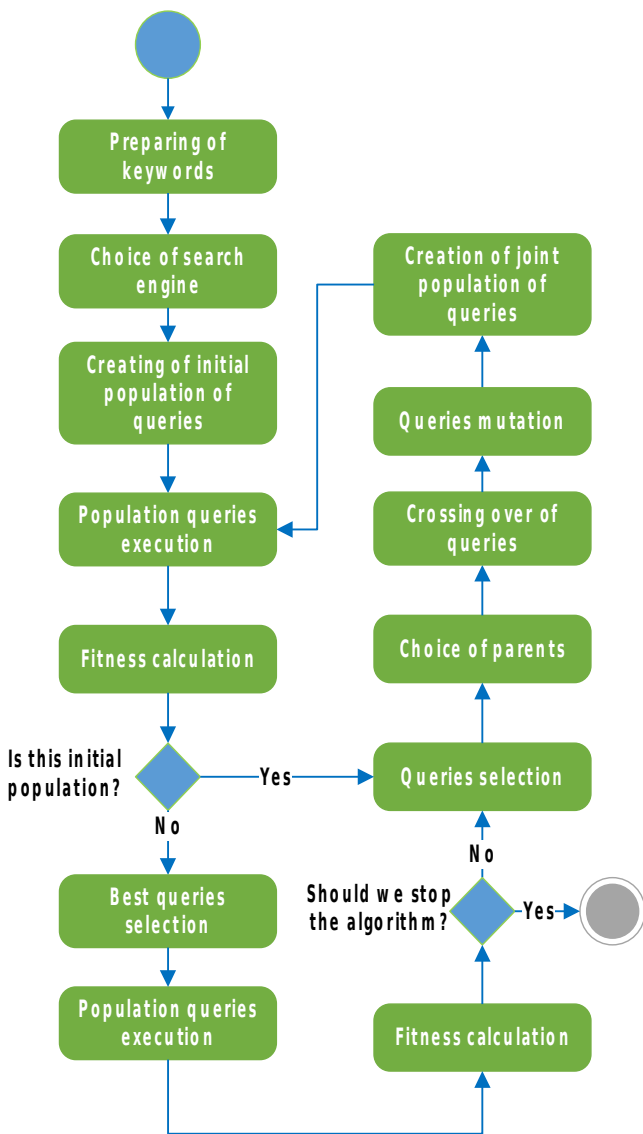 Preparing of
keywords
Choice of search
engine
Creating of initial
population of
queries
Population queries
execution
Fitness calculation
Is this initial
population?
Yes
No
Best queries
selection
Population queries
execution
Creation of joint
population of
queries
Queries mutation
Crossing over of
queries
Choice of parents
Queries selection
No
Should we stop
the algorithm?
Yes
Fitness calculation